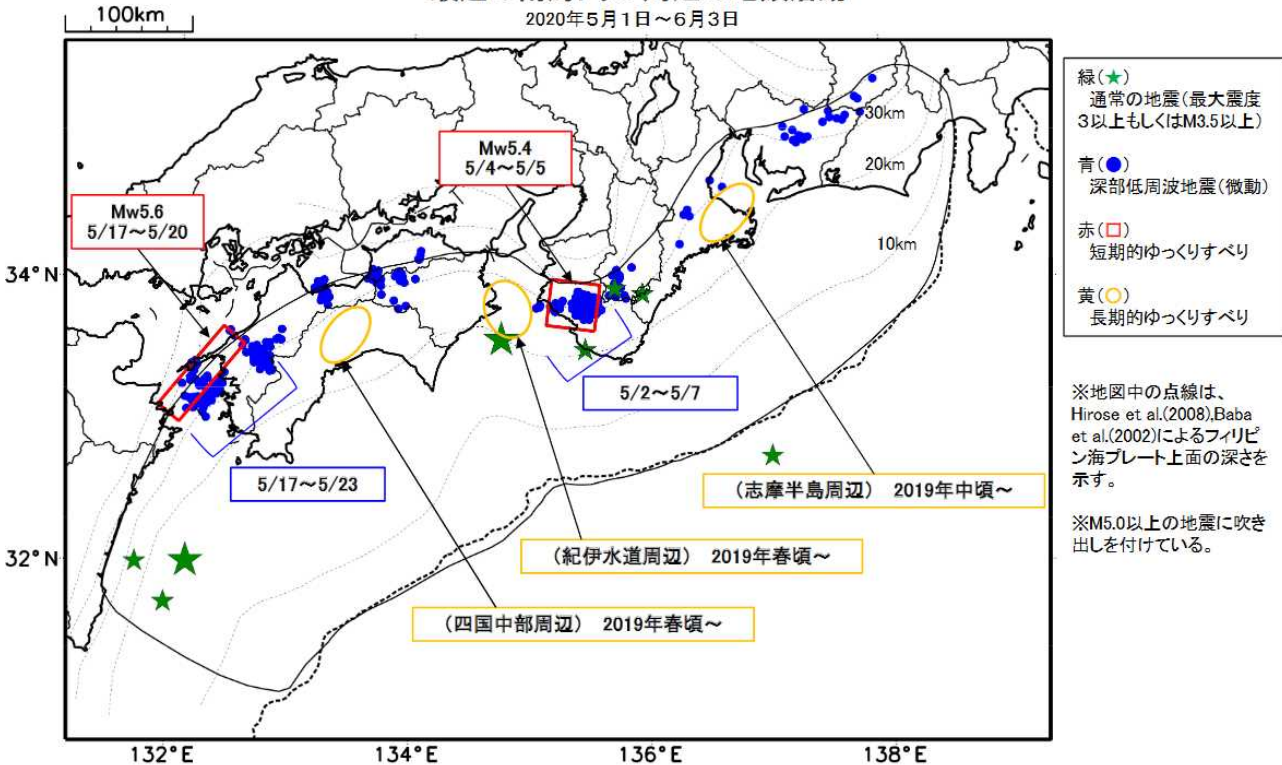 2020年5月1日～6月3日
100km
緑(★)
通常の地震(最大震度
3以上もしくはM3.5以上)
青(●)
深部低周波地震(微動)
赤(□)
短期的ゆっくりすべり
黄(○)
長期的ゆっくりすべり
※地図中の点線は、
Hirose et al.(2008),Baba
et al.(2002)によるフィリピ
ン海プレート上面の深さを
示す。
※M5.0以上の地震に吹き
出しを付けている。
30km
20km
10km
Mw5.4
5/4～5/5
Mw5.6
5/17～5/20
34°N
5/2～5/7
5/17～5/23
(志摩半島周辺) 2019年中頃～
(紀伊水道周辺) 2019年春頃～
32°N
(四国中部周辺) 2019年春頃～
132°E
134°E
136°E
138°E